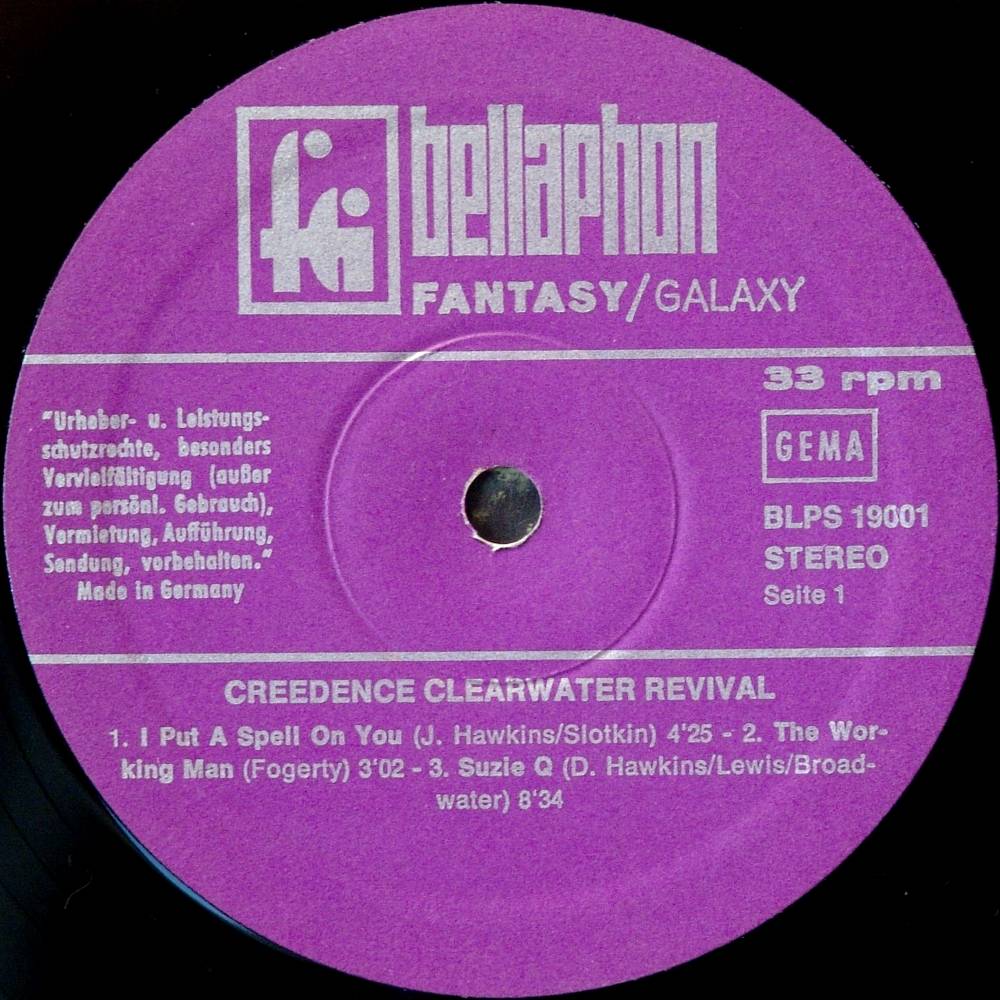 bellaphon
FANTASY/GALAXY
33 rpm
"Urheber- u. Leistungs-
schutzrechte, besonders
Vervielfältigung (außer
zum persönl. Gebrauch),
Vermietung, Aufführung,
Sendung, vorbehalten."
Made in Germany
GEMA
BLPS 19001
STEREO
Seite 1
CREEDENCE CLEARWATER REVIVAL
1. I Put A Spell On You (J. Hawkins/Slotkin) 4'25 - 2. The Wor-
king Man (Fogerty) 3'02 - 3. Suzie Q (D. Hawkins/Lewis/Broad-
water) 8'34